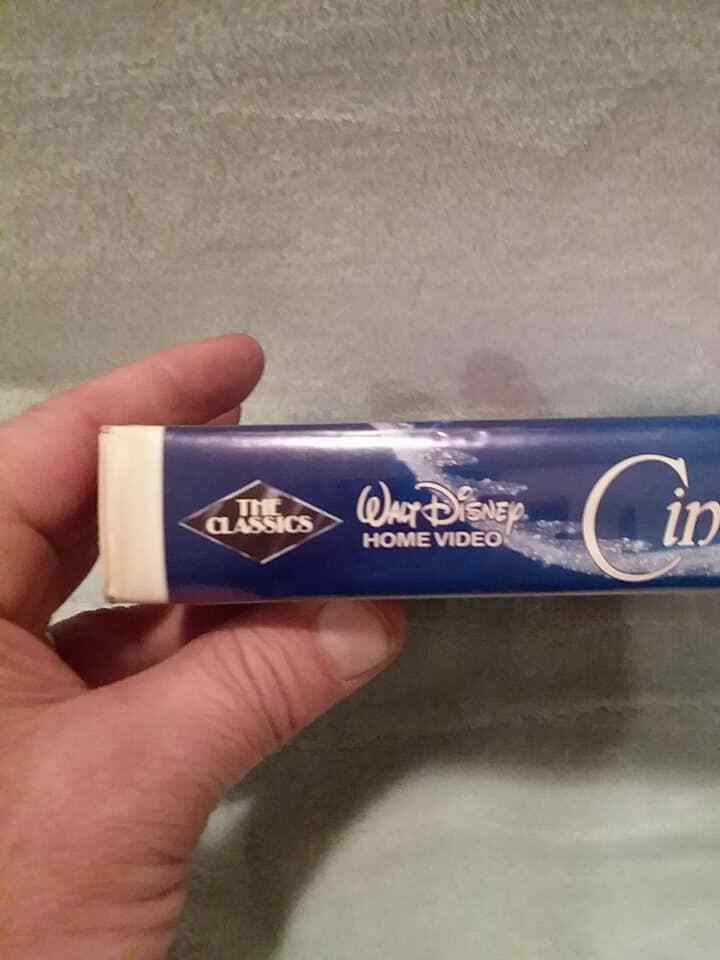 THE
CLASSICS
WALT DISNEY
HOME VIDEO
Cin